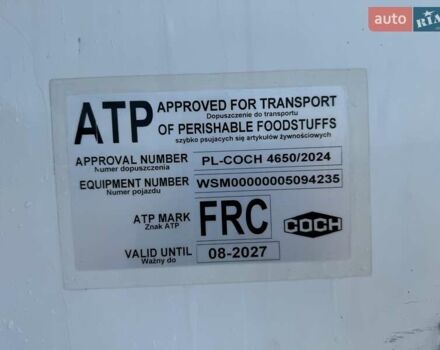 auto RIA
ATP APPROVED FOR TRANSPORT
Dopuszczenie do transportu
OF PERISHABLE FOODSTUFFS
szybko psujących się artykułów żywnościowych
APPROVAL NUMBER PL-COCH 4650/2024
Numer dopuszczenia
EQUIPMENT NUMBER WSM00000005094235
Numer pojazdu
ATP MARK FRC COCH
Znak ATP
VALID UNTIL 08-2027
Ważny do